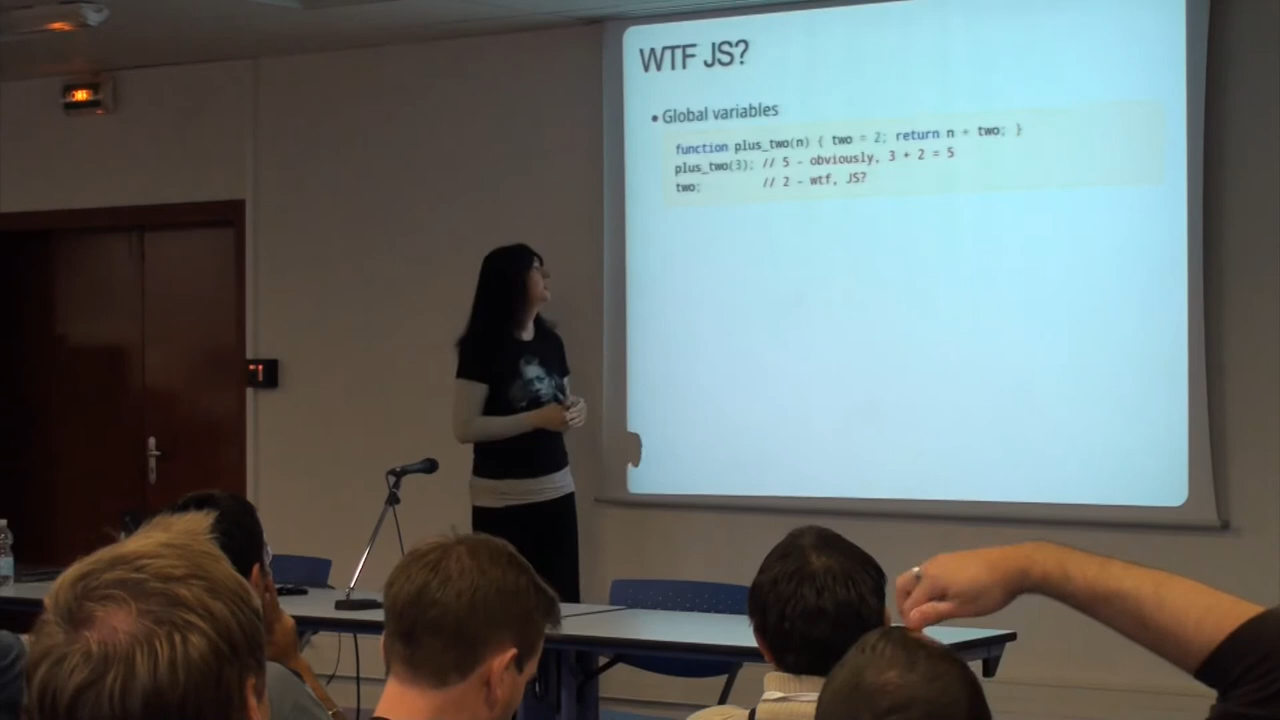 WTF JS?
• Global variables
function plus_two(n) { two = 2; return n + two; }
plus_two(3); // 5 - obviously, 3 + 2 = 5
two; // 2 - wtf, JS?